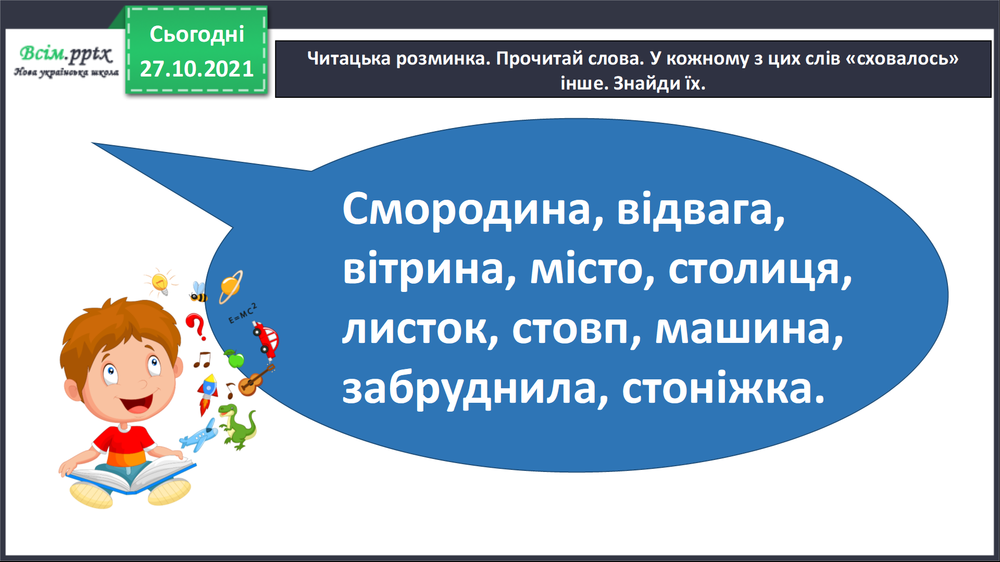 Сьогодні
27.10.2021
Всім.pptx
Нова українська школа
Читацька розминка. Прочитай слова. У кожному з цих слів «сховалось»
інше. Знайди їх.
Смородина, відвага,
вітрина, місто, столиця,
листок, стовп, машина,
забруднила, стоніжка.
E=MC²